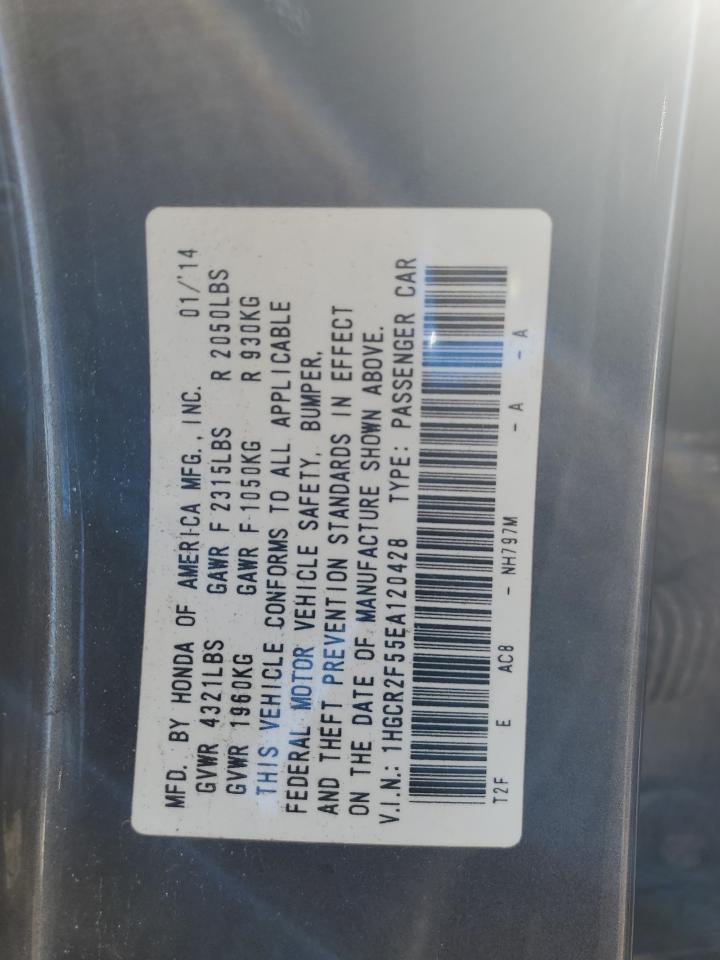 MFD. BY HONDA OF AMERICA MFG., INC. 01/'14
GVWR 4321LBS GAWR F 2315LBS R 2050LBS
GVWR 1960KG GAWR F 1050KG R 930KG
THIS VEHICLE CONFORMS TO ALL APPLICABLE
FEDERAL MOTOR VEHICLE SAFETY, BUMPER,
AND THEFT PREVENTION STANDARDS IN EFFECT
ON THE DATE OF MANUFACTURE SHOWN ABOVE.
V.I.N.: 1HGCR2F55EA120428 TYPE: PASSENGER CAR
T2F E AC8 - NH797M - A - A